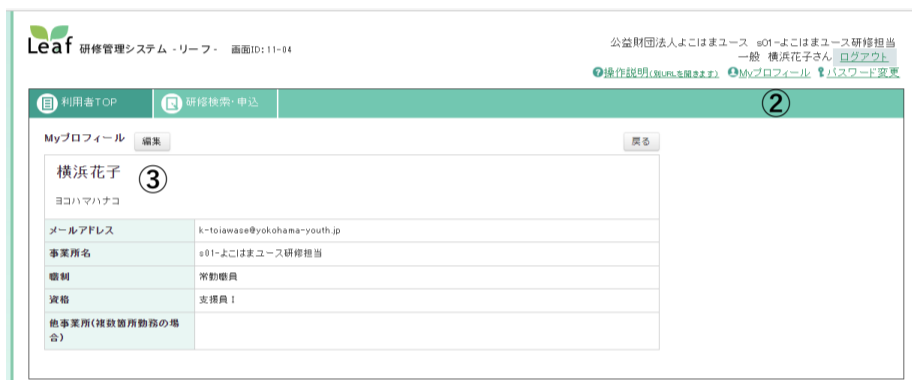 Leaf 研修管理システム - リーフ - 画面ID:11-04
公益財団法人よこはまユース s01-よこはまユース研修担当
一般 横浜花子さん ログアウト
操作説明(別URLを開きます) Myプロフィール パスワード変更
利用者TOP 研修検索・申込 ②
Myプロフィール 編集 戻る
横浜花子 ③
ヨコハマハナコ
メールアドレス k-toiawase@yokohama-youth.jp
事業所名 s01-よこはまユース研修担当
職制 常勤職員
資格 支援員Ⅰ
他事業所(複数箇所勤務の場
合)